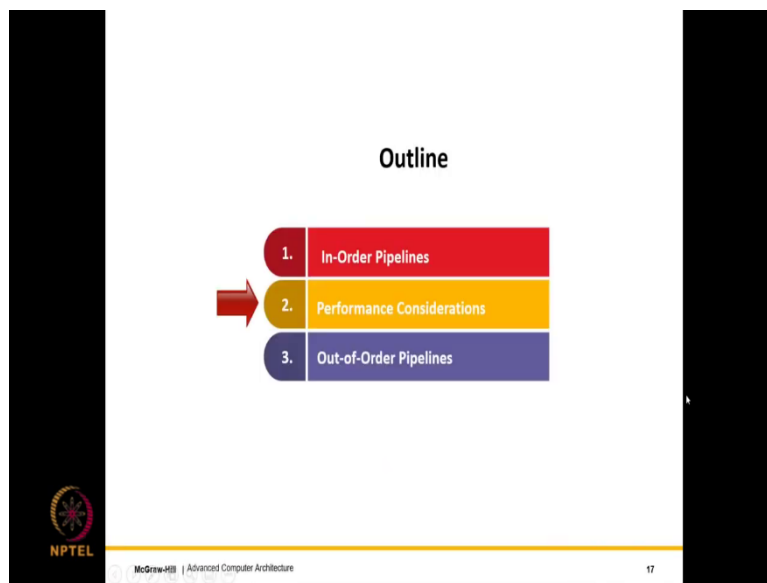 Outline
1. In-Order Pipelines
2. Performance Considerations
3. Out-of-Order Pipelines
NPTEL
McGraw-Hill | Advanced Computer Architecture
17